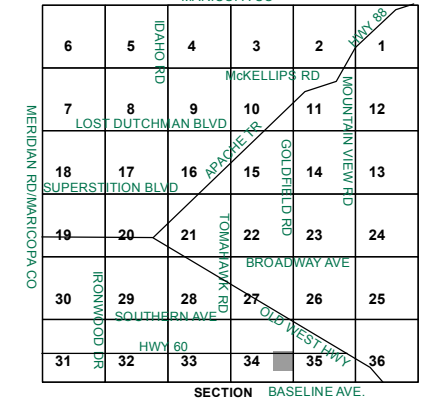 HWY 88
IDAHO RD
6 5 4 3 2 1
McKELLIPS RD
MOUNTAIN VIEW RD
7 8 9 10 11 12
LOST DUTCHMAN BLVD
MERIDIAN RD/MARICOPA CO
APACHE TR
GOLDFIELD RD
18 17 16 15 14 13
SUPERSTITION BLVD
TOMAHAWK RD
19 20 21 22 23 24
BROADWAY AVE
IRONWOOD DR
30 29 28 27 26 25
SOUTHERN AVE
OLD WEST HWY
HWY 60
31 32 33 34 35 36
SECTION BASELINE AVE.